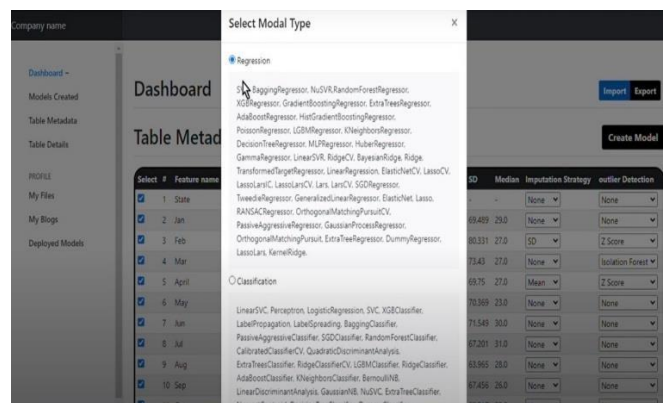 Company name
Select Modal Type
X
Dashboard
Models Created
Table Metadata
Table Details
PROFILE
My Files
My Blogs
Deployed Models
Dashboard
Import Export
Table Metad
Create Model
Regression
BaggingRegressor, NuSVR,RandomForestRegressor,
XGBRegressor, GradientBoostingRegressor, ExtraTreesRegressor,
AdaBoostRegressor, HistGradientBoostingRegressor,
PoissonRegressor, LGBMRegressor, KNeighborsRegressor,
DecisionTreeRegressor, MLPRegressor, HuberRegressor,
GammaRegressor, LinearSVR, RidgeCV, BayesianRidge, Ridge,
TransformedTargetRegressor, LinearRegression, ElasticNetCV, LassoCV,
LassoLarsIC, LassoLarsCV, Lars, LarsCV, SGDRegressor,
TweedieRegressor, GeneralizedLinearRegressor, ElasticNet, Lasso,
RANSACRegressor, OrthogonalMatchingPursuitCV,
PassiveAggressiveRegressor, GaussianProcessRegressor,
OrthogonalMatchingPursuit, ExtraTreeRegressor, DummyRegressor,
LassoLars, KernelRidge,
Classification
LinearSVC, Perceptron, LogisticRegression, SVC, XGBClassifier,
LabelPropagation, LabelSpreading, BaggingClassifier,
PassiveAggressiveClassifier, SGDClassifier, RandomForestClassifier,
CalibratedClassifierCV, QuadraticDiscriminantAnalysis,
ExtraTreesClassifier, RidgeClassifierCV, LGBMClassifier, RidgeClassifier,
AdaBoostClassifier, KNeighborsClassifier, BernoulliNB,
LinearDiscriminantAnalysis, GaussianNB, NuSVC, ExtraTreeClassifier,
Select # Feature name SD Median Imputation Strategy outlier Detection
1 State - - None None
2 Jan 69.489 29.0 None None
3 Feb 80.331 27.0 SD Z Score
4 Mar 73.43 27.0 None Isolation Forest
5 April 69.75 27.0 Mean Z Score
6 May 70.369 23.0 None None
7 Jun 71.549 30.0 None None
8 Jul 67.201 31.0 None None
9 Aug 63.965 28.0 None None
10 Sep 67.456 26.0 None None